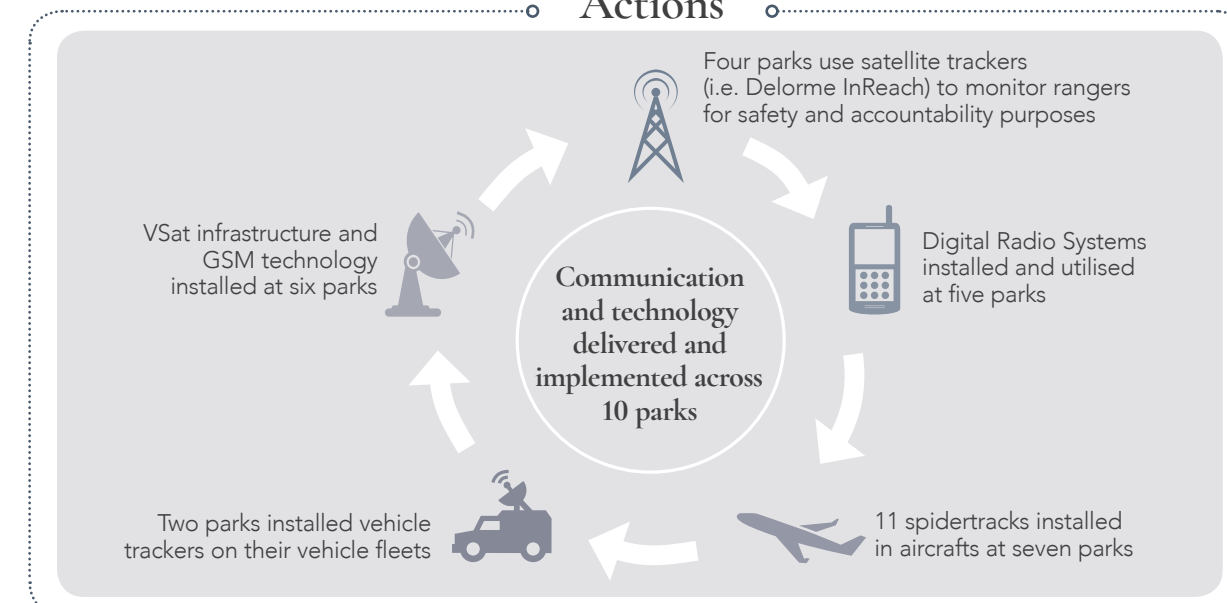 Actions
Four parks use satellite trackers
(i.e. Delorme InReach) to monitor rangers
for safety and accountability purposes
Digital Radio Systems
installed and utilised
at five parks
11 spidertracks installed
in aircrafts at seven parks
Two parks installed vehicle
trackers on their vehicle fleets
VSat infrastructure and
GSM technology
installed at six parks
Communication
and technology
delivered and
implemented across
10 parks